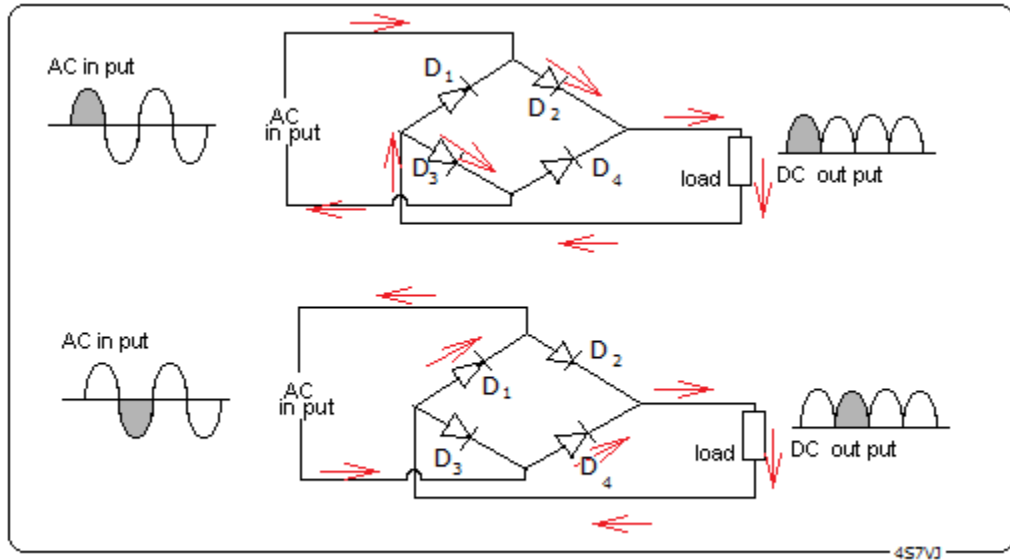 AC in put
AC
in put
D1
D2
D3
D4
load
DC out put
AC in put
AC
in put
D1
D2
D3
D4
load
DC out put
4S7VJ